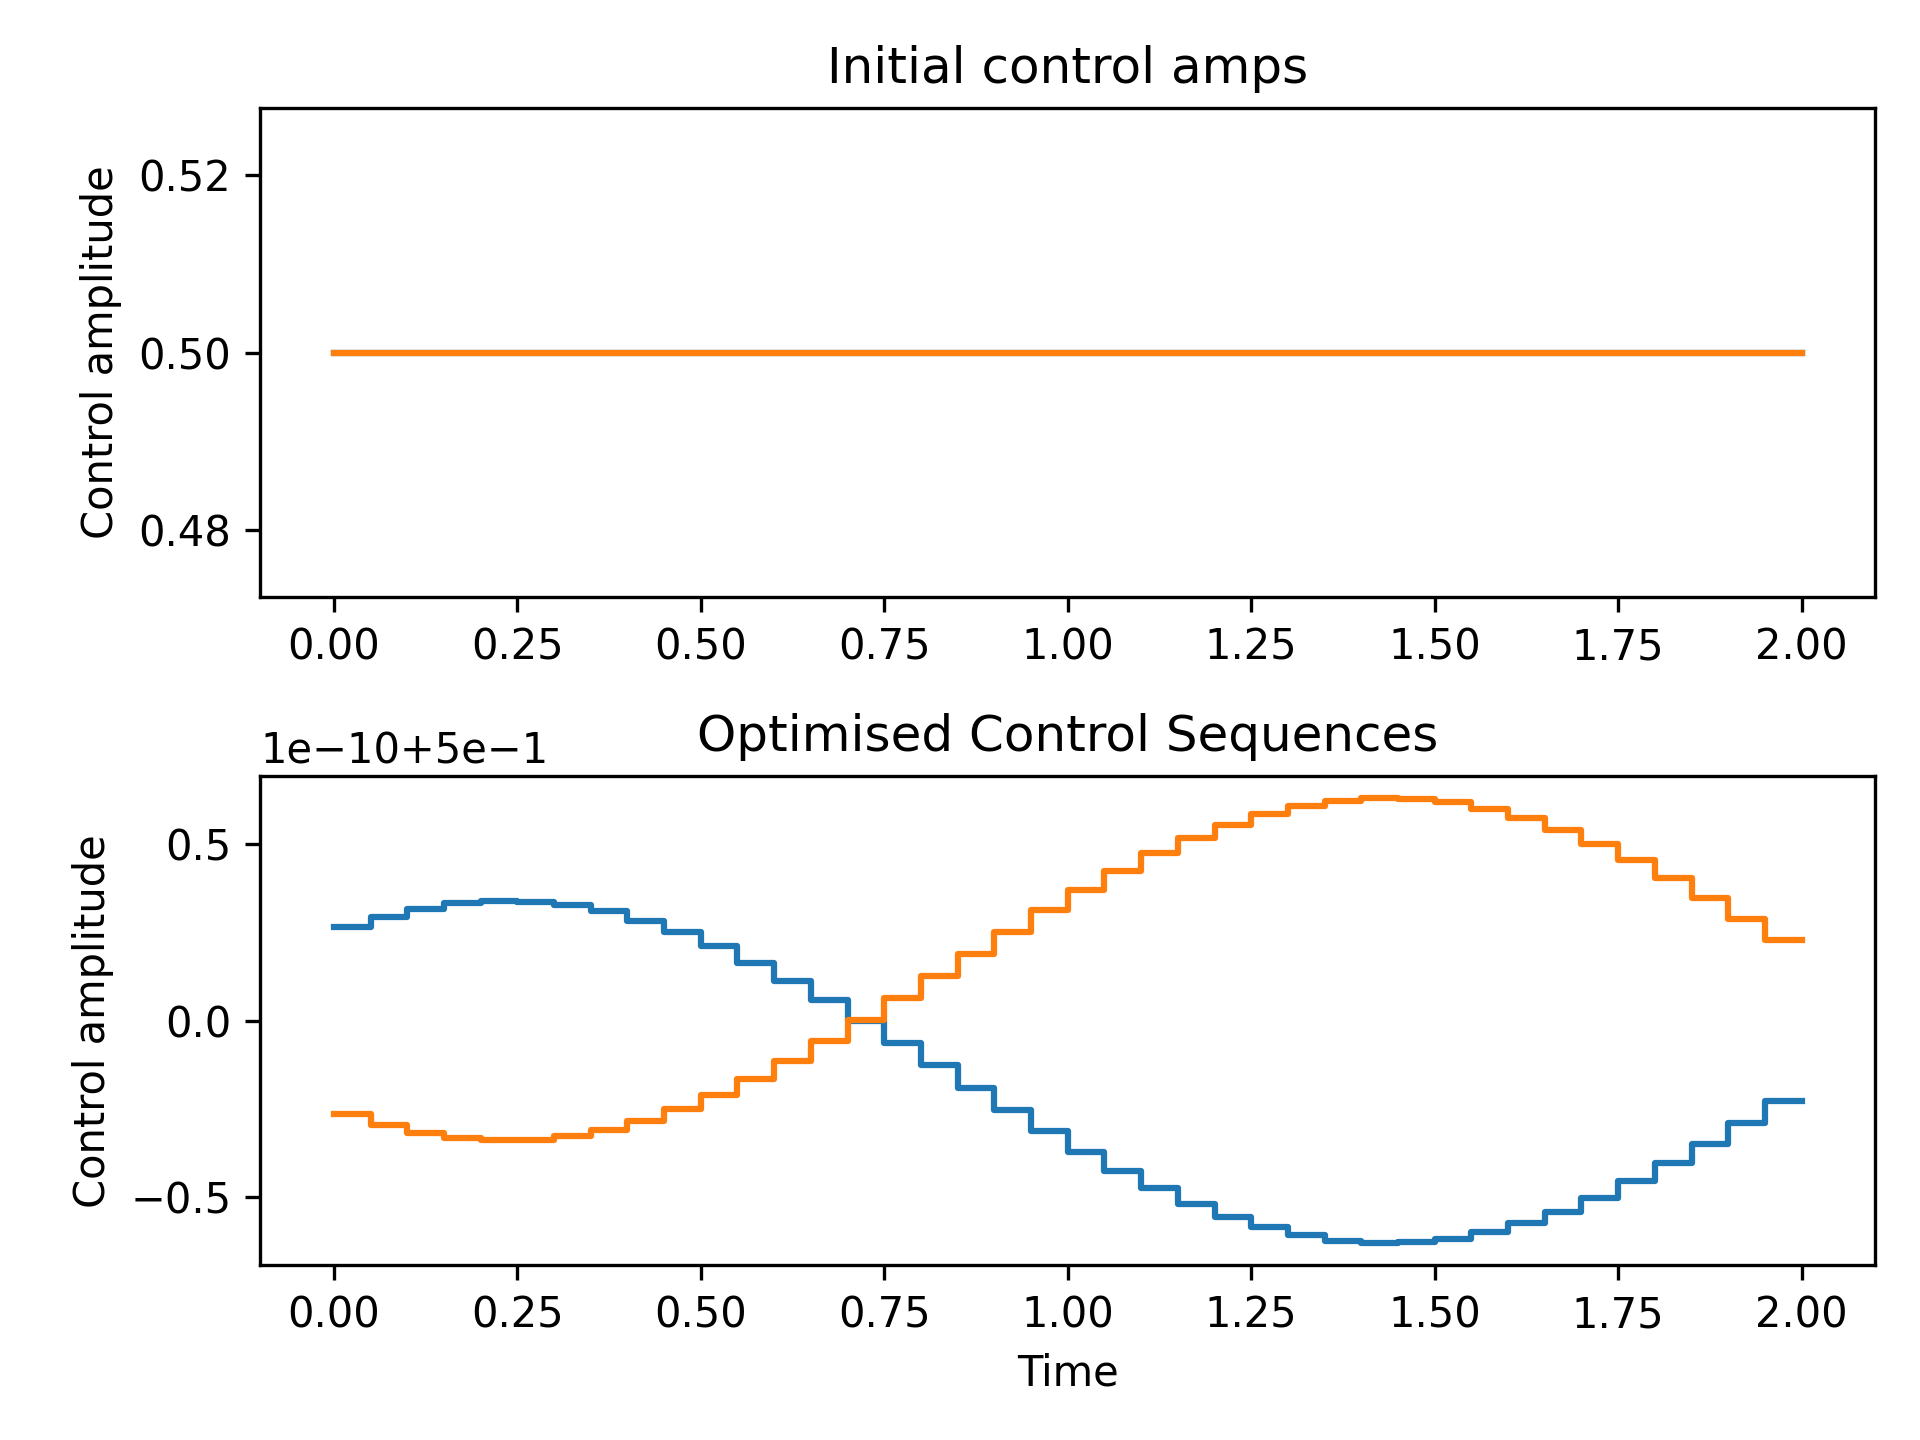 Initial control amps
Control amplitude
0.52
0.50
0.48
0.00 0.25 0.50 0.75 1.00 1.25 1.50 1.75 2.00
Optimised Control Sequences
1e−10+5e−1
Control amplitude
0.5
0.0
−0.5
0.00 0.25 0.50 0.75 1.00 1.25 1.50 1.75 2.00
Time